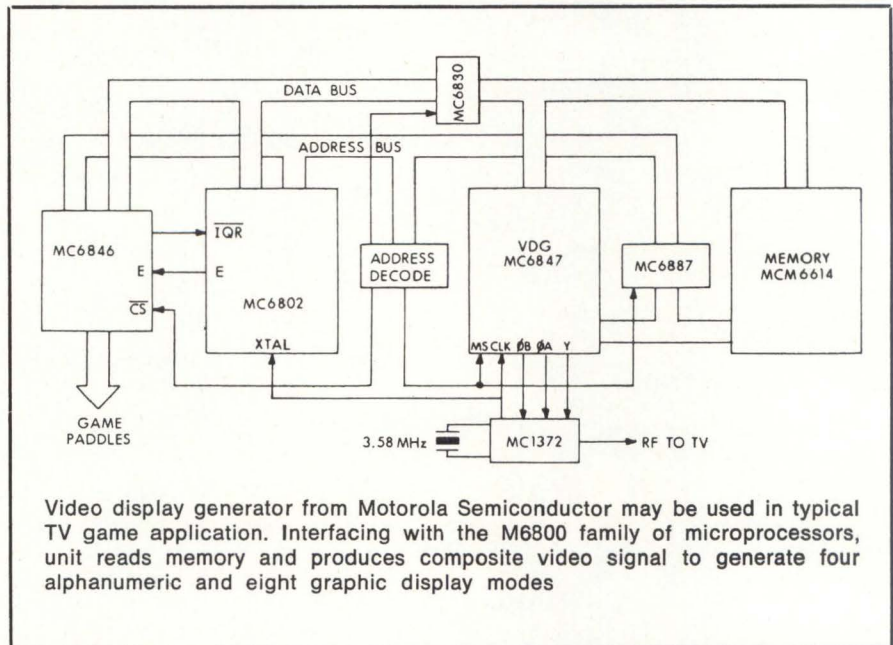 MC6830
DATA BUS
ADDRESS BUS
MC6846
IQR
E
CS
E
MC6802
XTAL
ADDRESS
DECODE
VDG
MC6847
MS CLK ØB ØA Y
MC6887
MEMORY
MCM6614
GAME
PADDLES
3.58 MHz
MC1372
RF TO TV
Video display generator from Motorola Semiconductor may be used in typical
TV game application. Interfacing with the M6800 family of microprocessors,
unit reads memory and produces composite video signal to generate four
alphanumeric and eight graphic display modes